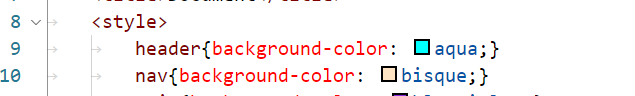 8 <style>
9 header{background-color: aqua;}
10 nav{background-color: bisque;}